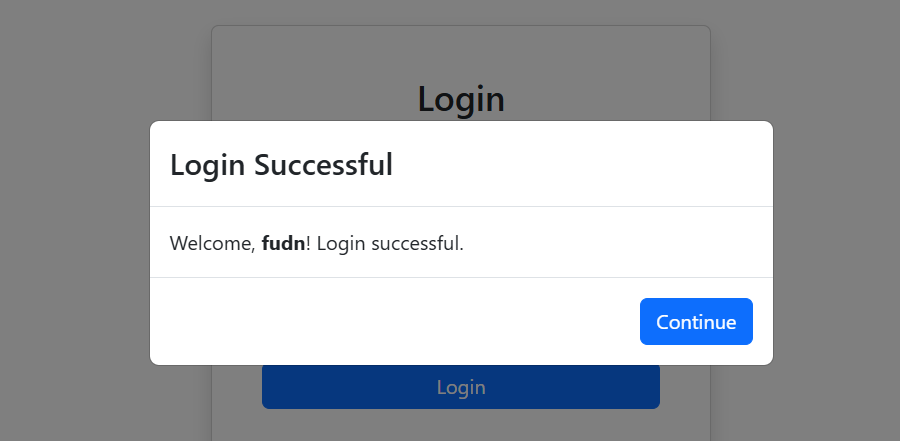 Login
Login Successful
Welcome, fudn! Login successful.
Continue
Login